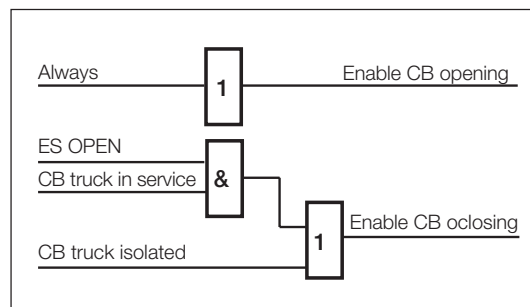 Always
1
Enable CB opening
ES OPEN
CB truck in service
&
Enable CB oclosing
1
CB truck isolated